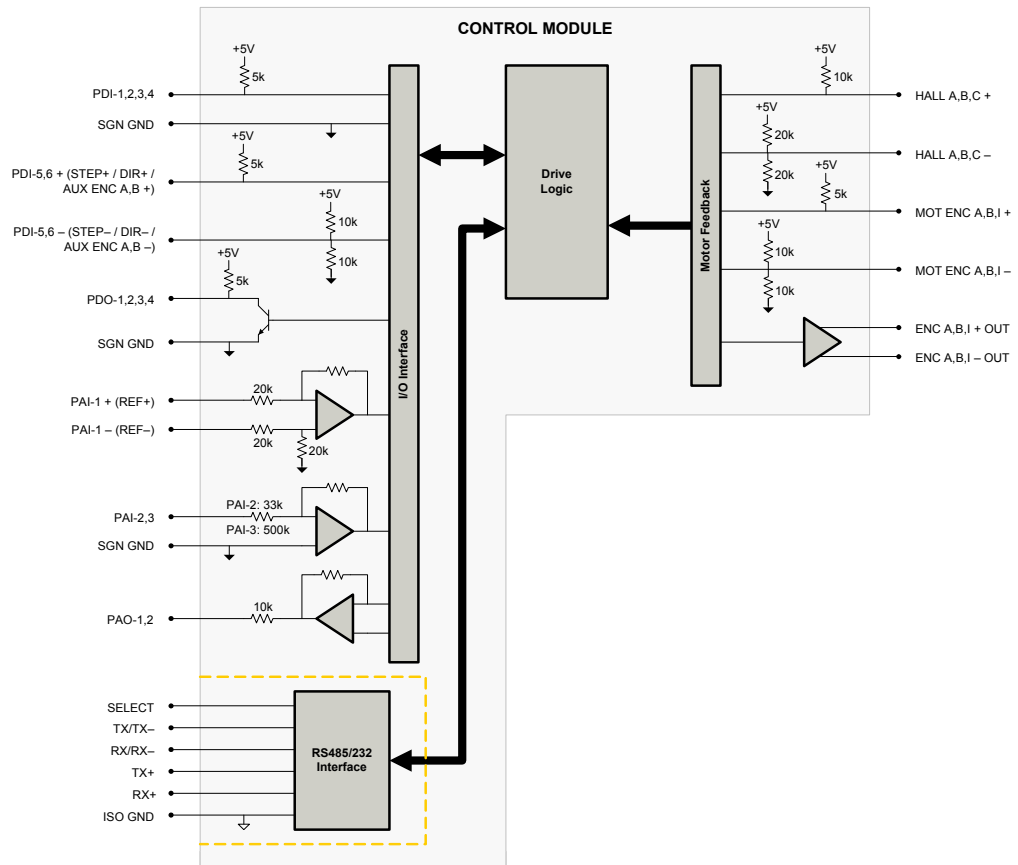 CONTROL MODULE
+5V
5k
PDI-1,2,3,4
SGN GND
+5V
5k
PDI-5,6 + (STEP+ / DIR+ /
AUX ENC A,B +)
+5V
10k
PDI-5,6 – (STEP– / DIR– /
AUX ENC A,B –)
10k
+5V
5k
PDO-1,2,3,4
SGN GND
20k
PAI-1 + (REF+)
PAI-1 – (REF–)
20k
20k
PAI-2: 33k
PAI-2,3
PAI-3: 500k
SGN GND
10k
PAO-1,2
I/O Interface
SELECT
TX/TX–
RX/RX–
TX+
RX+
ISO GND
RS485/232
Interface
Drive
Logic
Motor Feedback
+5V
10k
HALL A,B,C +
+5V
20k
HALL A,B,C –
20k
+5V
5k
MOT ENC A,B,I +
+5V
10k
MOT ENC A,B,I –
10k
ENC A,B,I + OUT
ENC A,B,I – OUT